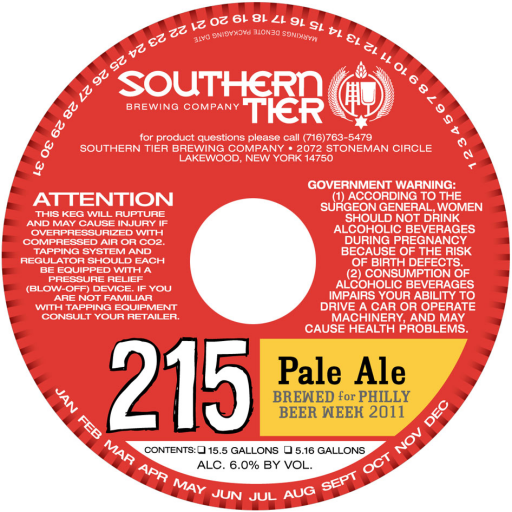 1 2 3 4 5 6 7 8 9 10 11 12 13 14 15 16 17 18 19 20 21 22 23 24 25 26 27 28 29 30 31
MARKINGS DENOTE PACKAGING DATE
SOUTHERN
BREWING COMPANY TIER
for product questions please call (716)763-5479
SOUTHERN TIER BREWING COMPANY • 2072 STONEMAN CIRCLE
LAKEWOOD, NEW YORK 14750
ATTENTION
THIS KEG WILL RUPTURE
AND MAY CAUSE INJURY IF
OVERPRESSURIZED WITH
COMPRESSED AIR OR CO2.
TAPPING SYSTEM AND
REGULATOR SHOULD EACH
BE EQUIPPED WITH A
PRESSURE RELIEF
(BLOW-OFF) DEVICE. IF YOU
ARE NOT FAMILIAR
WITH TAPPING EQUIPMENT
CONSULT YOUR RETAILER.
GOVERNMENT WARNING:
(1) ACCORDING TO THE
SURGEON GENERAL, WOMEN
SHOULD NOT DRINK
ALCOHOLIC BEVERAGES
DURING PREGNANCY
BECAUSE OF THE RISK
OF BIRTH DEFECTS.
(2) CONSUMPTION OF
ALCOHOLIC BEVERAGES
IMPAIRS YOUR ABILITY TO
DRIVE A CAR OR OPERATE
MACHINERY, AND MAY
CAUSE HEALTH PROBLEMS.
215
Pale Ale
BREWED for PHILLY
BEER WEEK 2011
CONTENTS: ❏ 15.5 GALLONS ❏ 5.16 GALLONS
ALC. 6.0% BY VOL.
JAN FEB MAR APR MAY JUN JUL AUG SEPT OCT NOV DEC